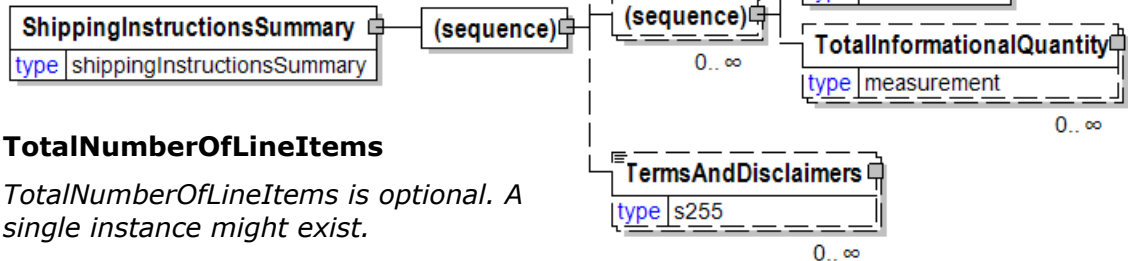 ShippingInstructionsSummary
type shippingInstructionsSummary
(sequence)
(sequence)
0.. ∞
TotalInformationalQuantity
type measurement
0.. ∞
TermsAndDisclaimers
type s255
0.. ∞
TotalNumberOfLineItems
TotalNumberOfLineItems is optional. A
single instance might exist.